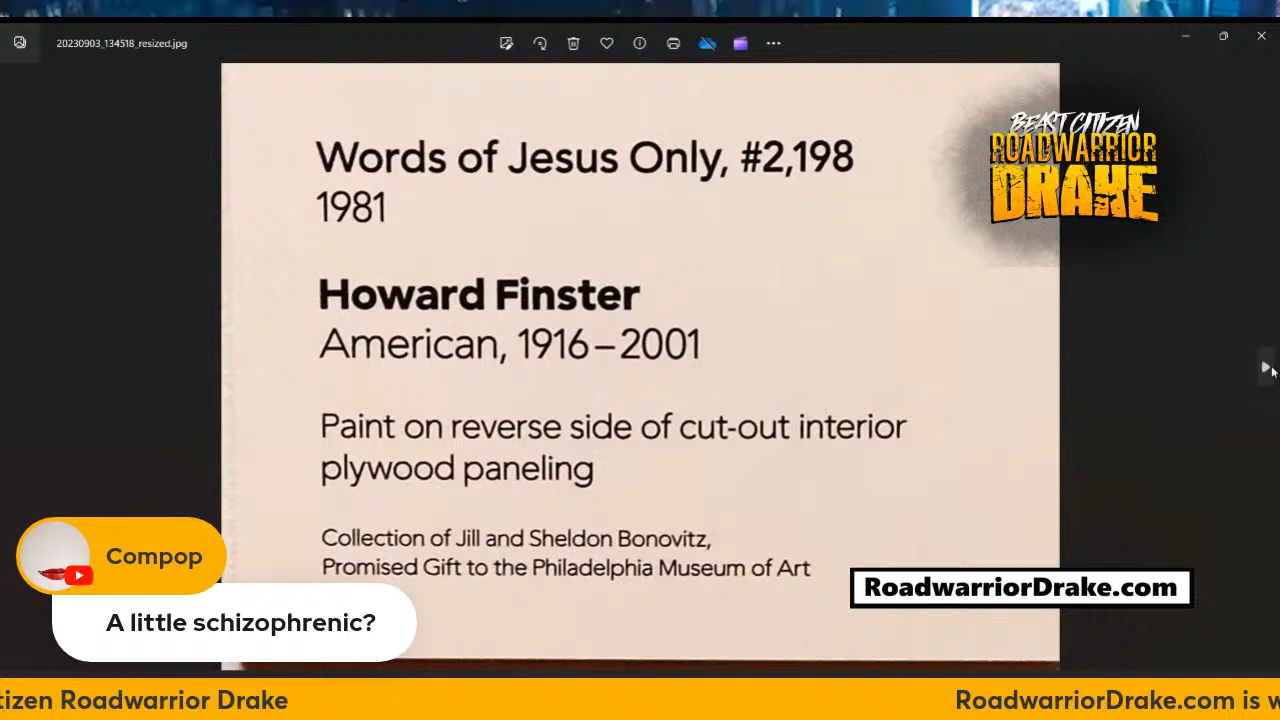 20230903_134518_resized.jpg
BEAST CITIZEN
ROADWARRIOR
DRAKE
Words of Jesus Only, #2,198
1981
Howard Finster
American, 1916–2001
Paint on reverse side of cut-out interior
plywood paneling
Collection of Jill and Sheldon Bonovitz,
Promised Gift to the Philadelphia Museum of Art
Compop
A little schizophrenic?
RoadwarriorDrake.com
tizen Roadwarrior Drake
RoadwarriorDrake.com is